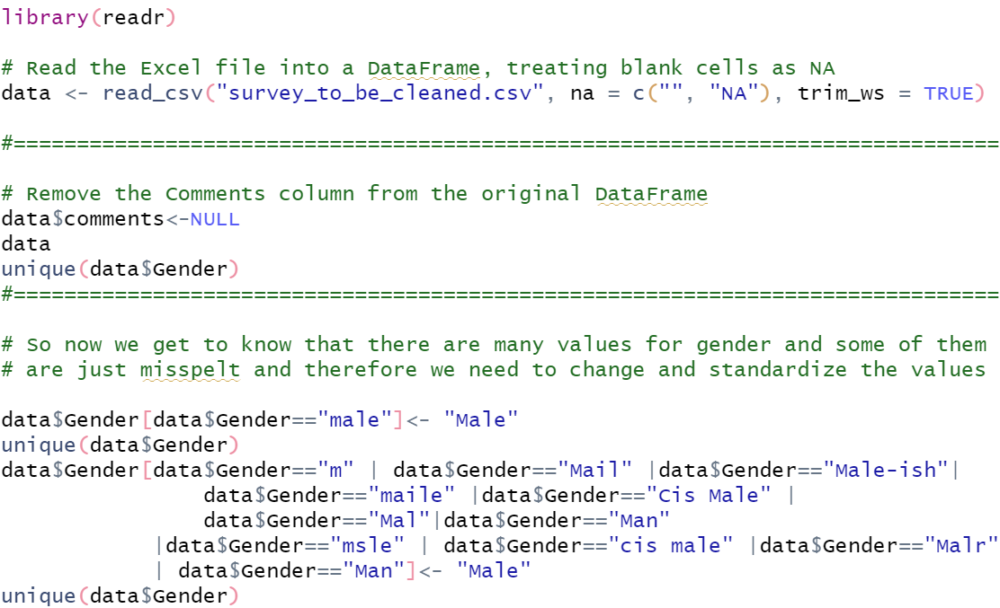 library(readr)
# Read the Excel file into a DataFrame, treating blank cells as NA
data <- read_csv("survey_to_be_cleaned.csv", na = c("", "NA"), trim_ws = TRUE)
#==============================================================================
# Remove the Comments column from the original DataFrame
data$comments<-NULL
data
unique(data$Gender)
#==============================================================================
# So now we get to know that there are many values for gender and some of them
# are just misspelt and therefore we need to change and standardize the values
data$Gender[data$Gender=="male"]<- "Male"
unique(data$Gender)
data$Gender[data$Gender=="m" | data$Gender=="Mail" |data$Gender=="Male-ish"|
data$Gender=="maile" |data$Gender=="Cis Male" |
data$Gender=="Mal"|data$Gender=="Man"
|data$Gender=="msle" | data$Gender=="cis male" |data$Gender=="Malr"
| data$Gender=="Man"]<- "Male"
unique(data$Gender)